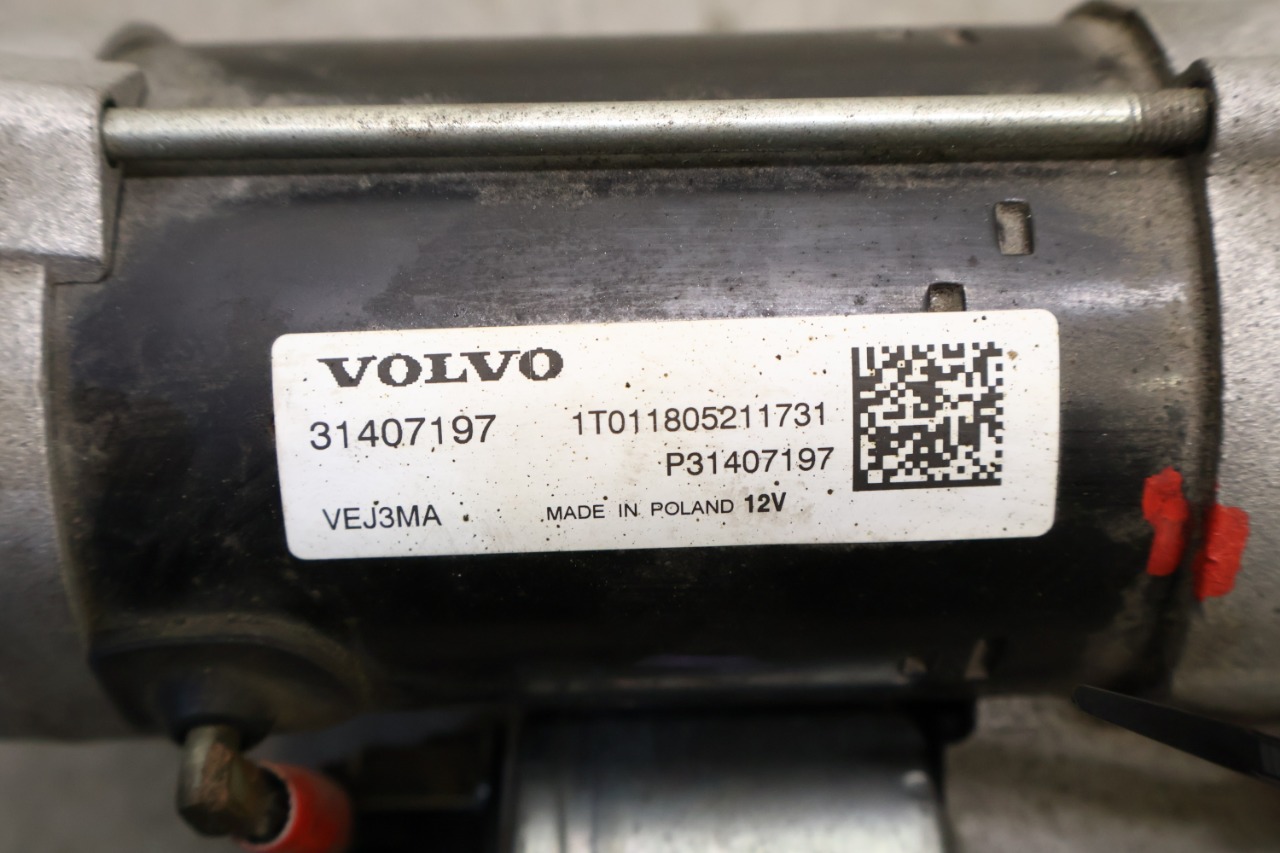 VOLVO
31407197 1T011805211731
P31407197
VEJ3MA MADE IN POLAND 12V